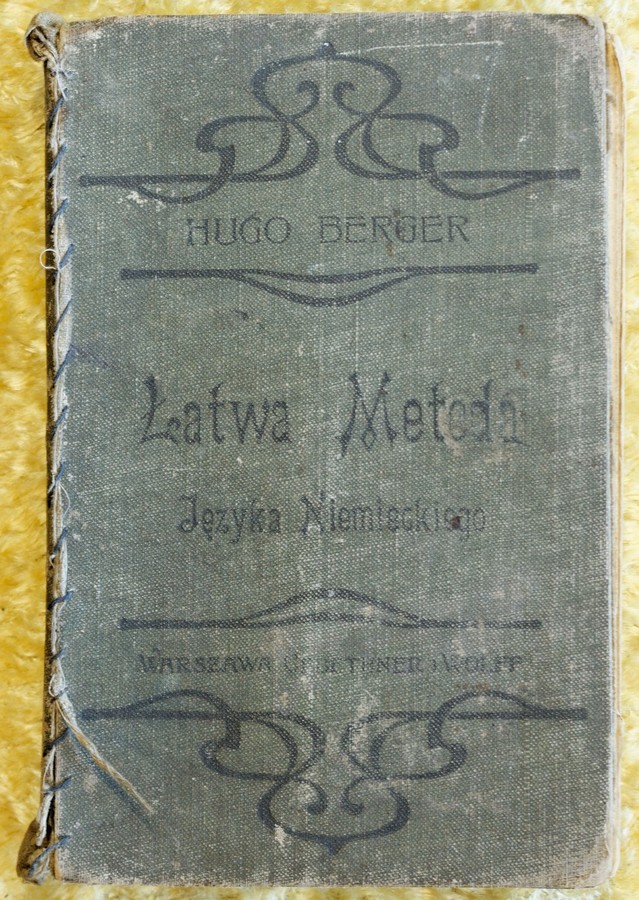 HUGO BERGER
Łatwa Metoda
Języka Niemieckiego
WARSZAWA GEBETHNER I WOLFF